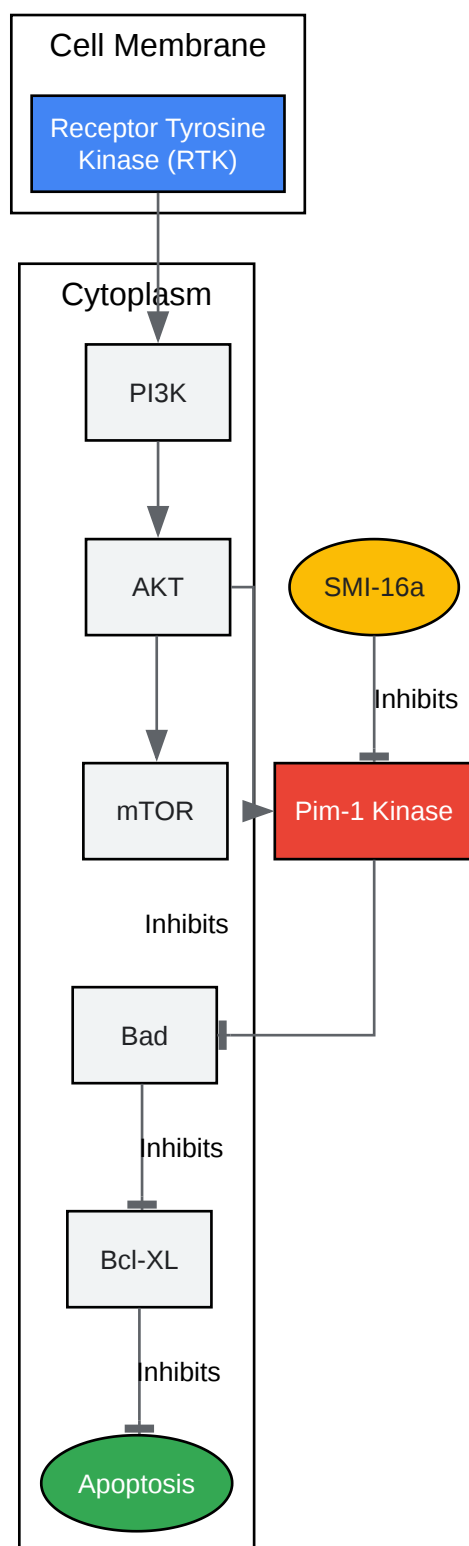 Cell Membrane
Receptor Tyrosine
Kinase (RTK)
Cytoplasm
PI3K
AKT
SMI-16a
Inhibits
mTOR
Pim-1 Kinase
Inhibits
Bad
Inhibits
Bcl-XL
Inhibits
Apoptosis